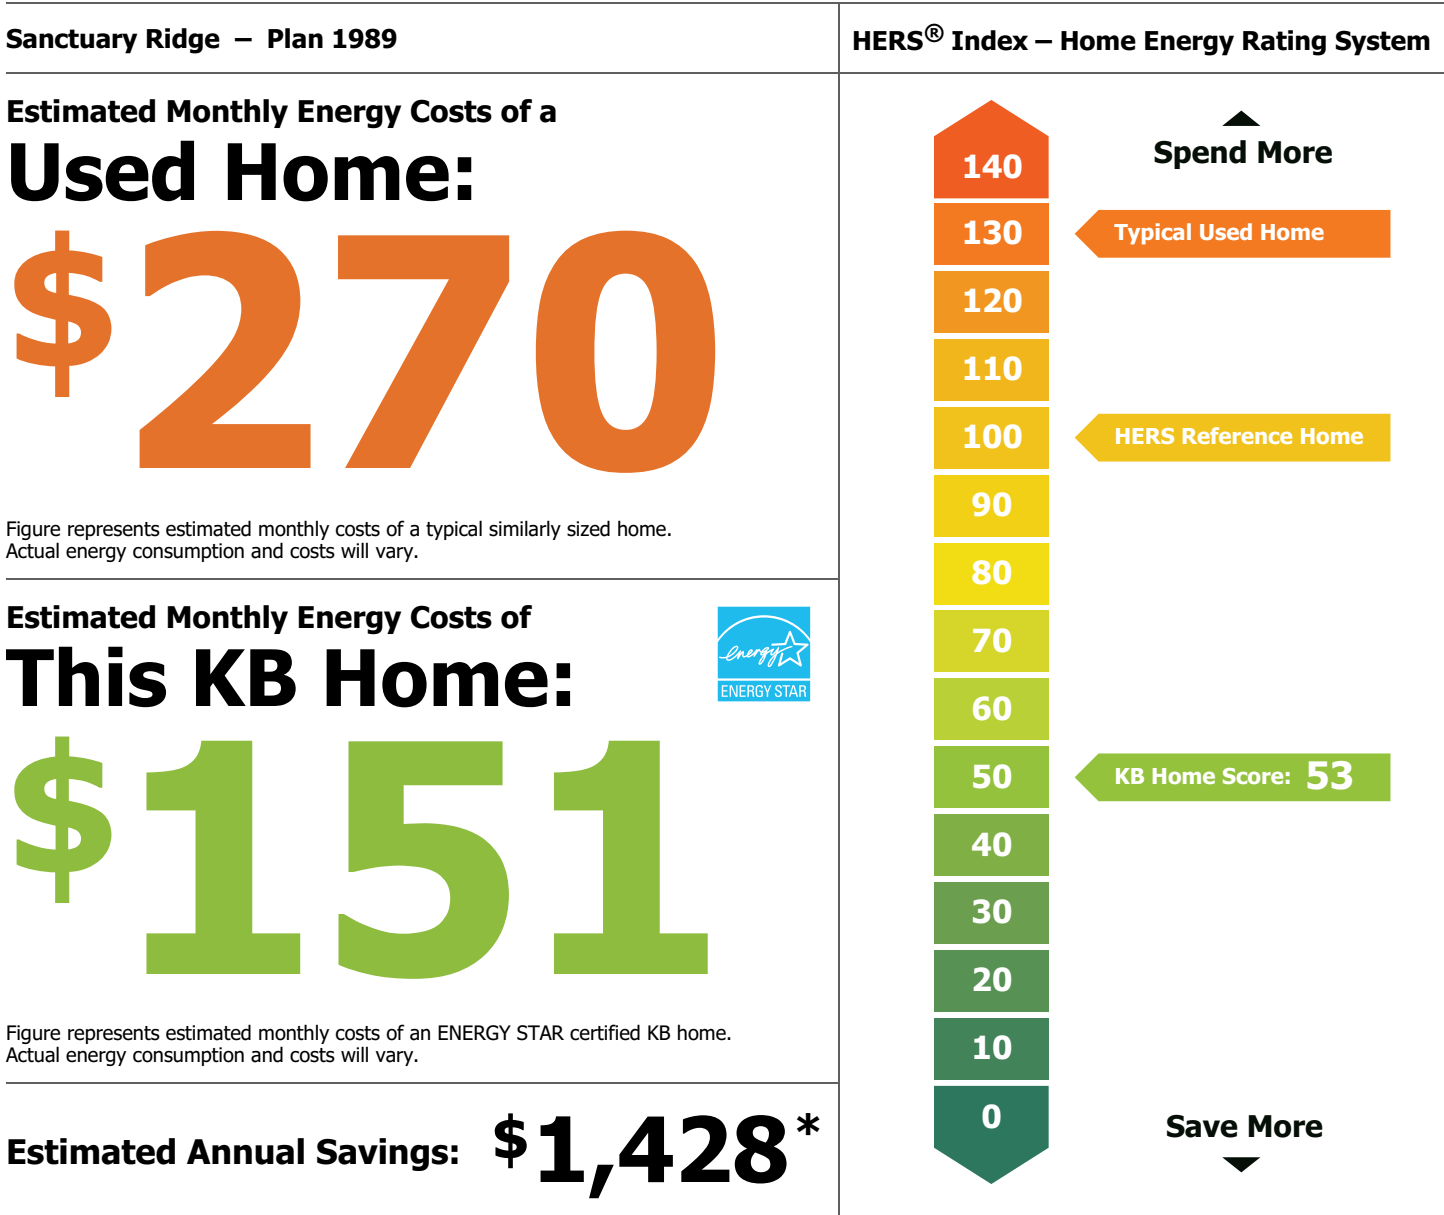 Sanctuary Ridge – Plan 1989
Estimated Monthly Energy Costs of a
Used Home:
$270
Figure represents estimated monthly costs of a typical similarly sized home.
Actual energy consumption and costs will vary.
Estimated Monthly Energy Costs of
This KB Home:
energy
ENERGY STAR
$151
Figure represents estimated monthly costs of an ENERGY STAR certified KB home.
Actual energy consumption and costs will vary.
Estimated Annual Savings: $1,428*
HERS® Index – Home Energy Rating System
Spend More
140
130 Typical Used Home
120
110
100 HERS Reference Home
90
80
70
60
50 KB Home Score: 53
40
30
20
10
0
Save More